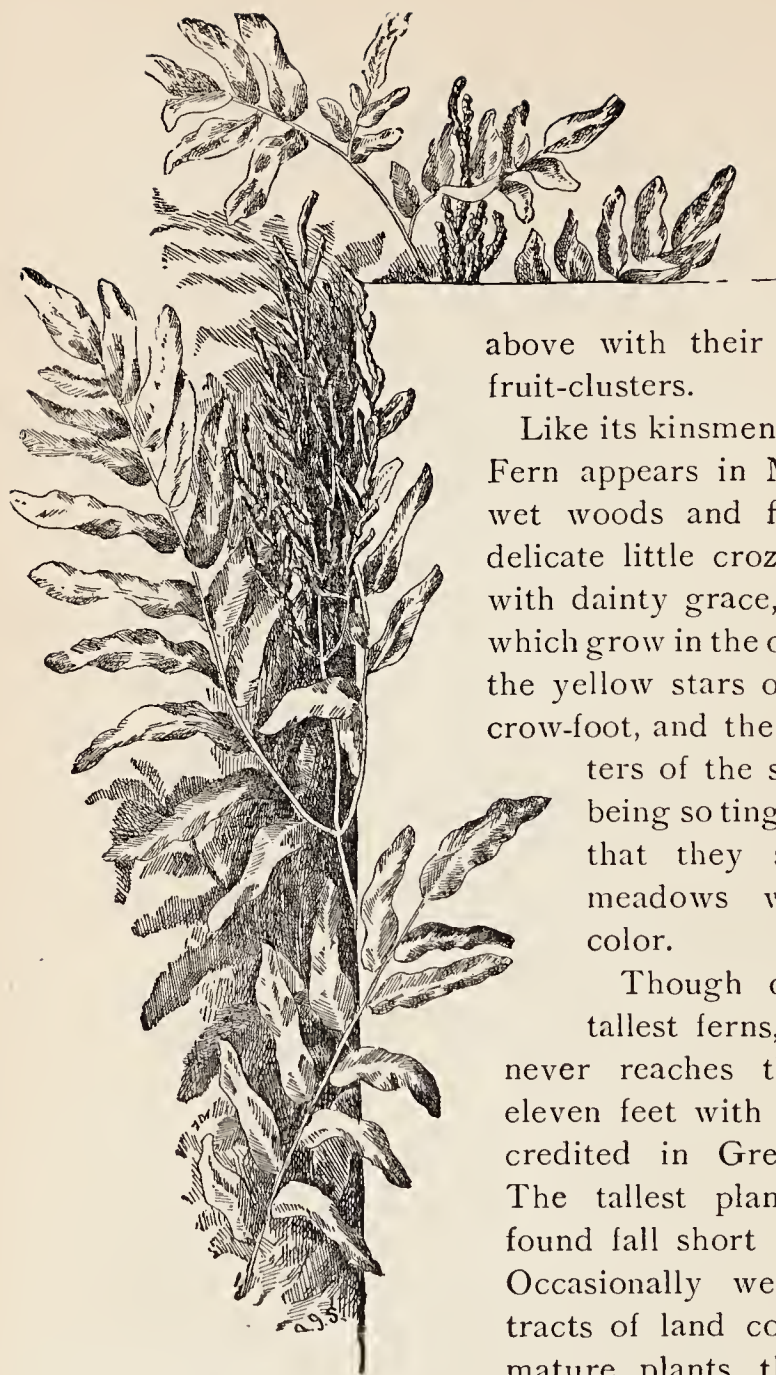 above with their
fruit-clusters.
Like its kinsmen
Fern appears in
wet woods and f
delicate little croz
with dainty grace,
which grow in the
the yellow stars o
crow-foot, and the
ters of the s
being so ting
that they
meadows
color.
Though
tallest ferns,
never reaches t
eleven feet with
credited in Gre
The tallest plan
found fall short
Occasionally we
tracts of land co
mature plants th